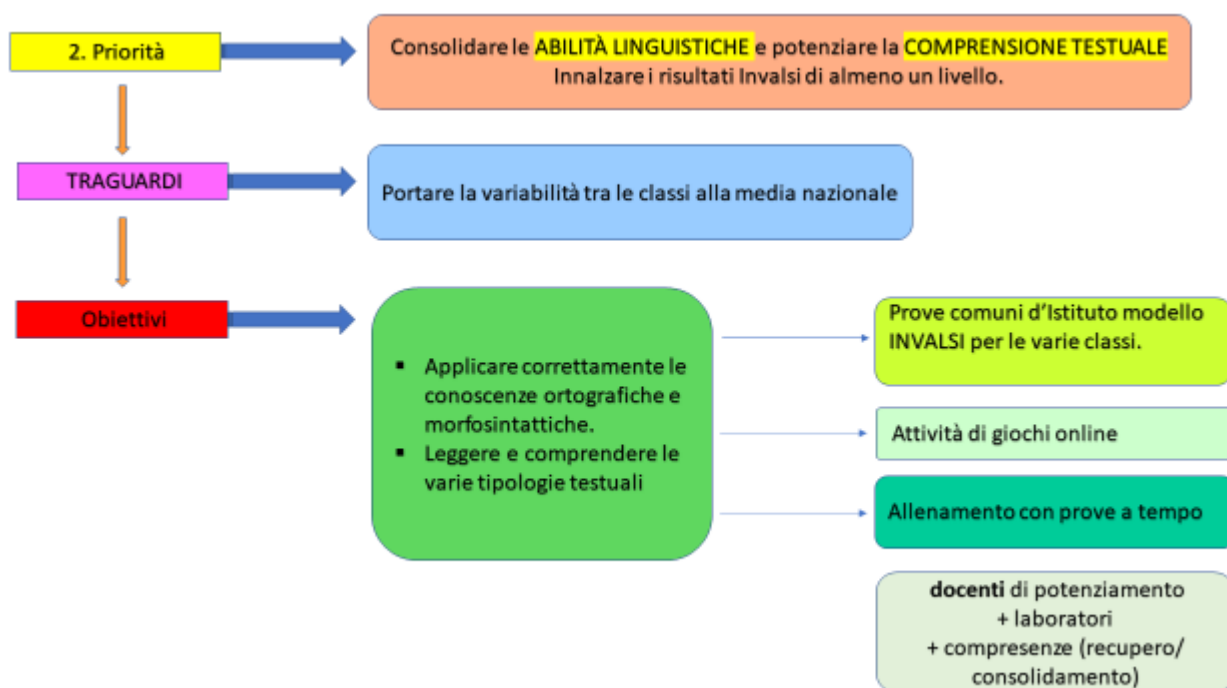 2. Priorità
Consolidare le ABILITÀ LINGUISTICHE e potenziare la COMPRENSIONE TESTUALE
Innalzare i risultati Invalsi di almeno un livello.
TRAGUARDI
Portare la variabilità tra le classi alla media nazionale
Obiettivi
▪ Applicare correttamente le
conoscenze ortografiche e
morfosintattiche.
▪ Leggere e comprendere le
varie tipologie testuali
Prove comuni d'Istituto modello
INVALSI per le varie classi.
Attività di giochi online
Allenamento con prove a tempo
docenti di potenziamento
+ laboratori
+ compresenze (recupero/
consolidamento)